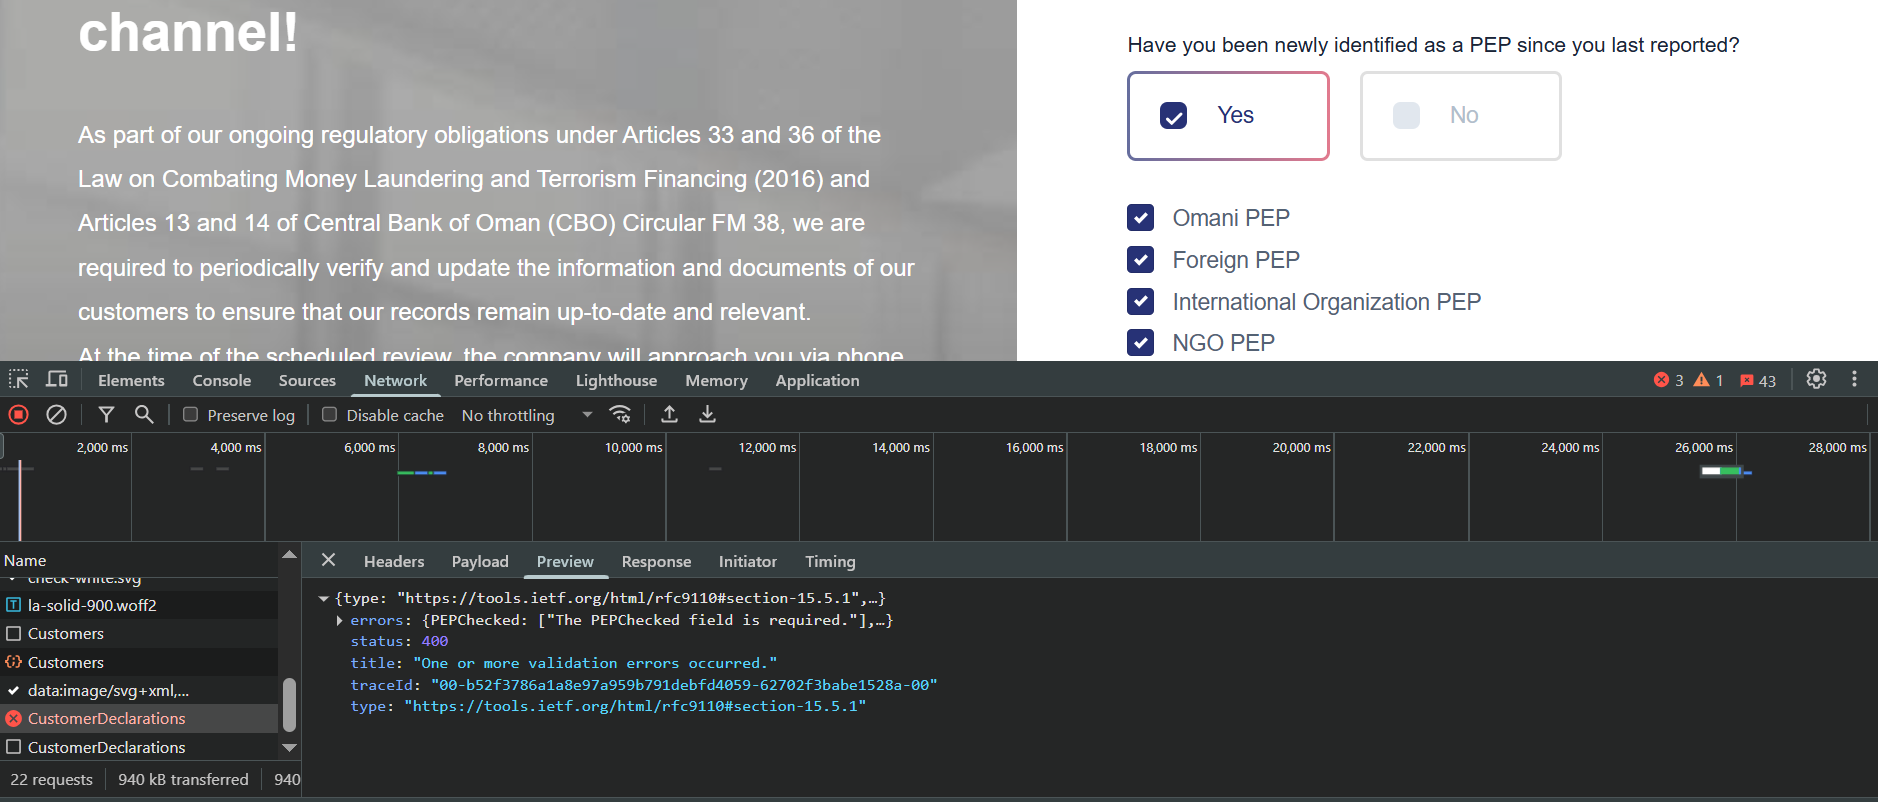 channel!
As part of our ongoing regulatory obligations under Articles 33 and 36 of the
Law on Combating Money Laundering and Terrorism Financing (2016) and
Articles 13 and 14 of Central Bank of Oman (CBO) Circular FM 38, we are
required to periodically verify and update the information and documents of our
customers to ensure that our records remain up-to-date and relevant.
At the time of the scheduled review, the company will approach you via phone
Have you been newly identified as a PEP since you last reported?
Yes
No
Omani PEP
Foreign PEP
International Organization PEP
NGO PEP
Elements Console Sources Network Performance Lighthouse Memory Application 3 1 43
Preserve log Disable cache No throttling
2,000 ms 4,000 ms 6,000 ms 8,000 ms 10,000 ms 12,000 ms 14,000 ms 16,000 ms 18,000 ms 20,000 ms 22,000 ms 24,000 ms 26,000 ms 28,000 ms
Name
check-white.svg
la-solid-900.woff2
Customers
Customers
data:image/svg+xml,...
CustomerDeclarations
CustomerDeclarations
22 requests 940 kB transferred 940
Headers Payload Preview Response Initiator Timing
{type: "https://tools.ietf.org/html/rfc9110#section-15.5.1",…}
errors: {PEPChecked: ["The PEPChecked field is required."],…}
status: 400
title: "One or more validation errors occurred."
traceId: "00-b52f3786a1a8e97a959b791debfd4059-62702f3babe1528a-00"
type: "https://tools.ietf.org/html/rfc9110#section-15.5.1"